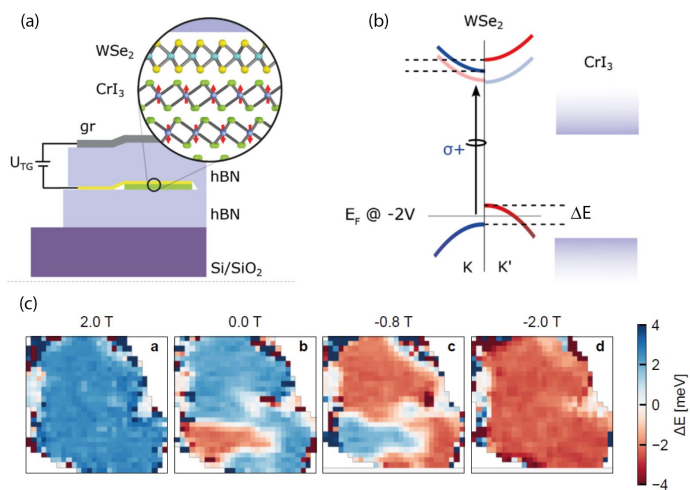 (a)
WSe2
CrI3
gr
UTG
hBN
hBN
Si/SiO2
(b)
WSe2
CrI3
σ+
EF @ -2V
ΔE
K K'
(c)
2.0 T 0.0 T -0.8 T -2.0 T
a b c d
4
2
0
−2
−4
ΔE [meV]